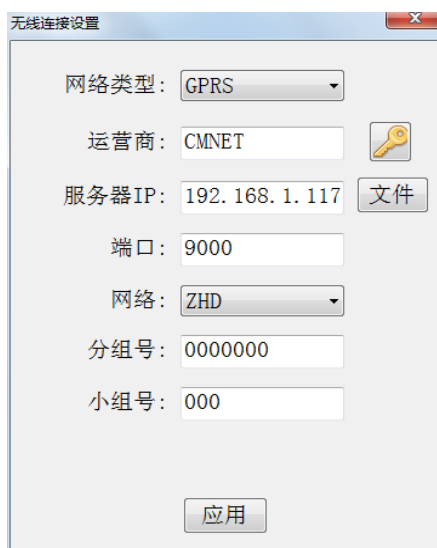 无线连接设置
网络类型: GPRS
运营商: CMNET
服务器IP: 192.168.1.117 文件
端口: 9000
网络: ZHD
分组号: 0000000
小组号: 000
应用